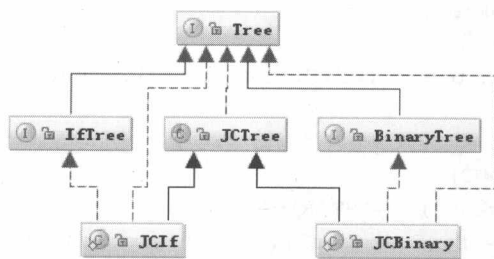 I Tree
I IfTree
C JCTree
I BinaryTree
C JCIf
C JCBinary